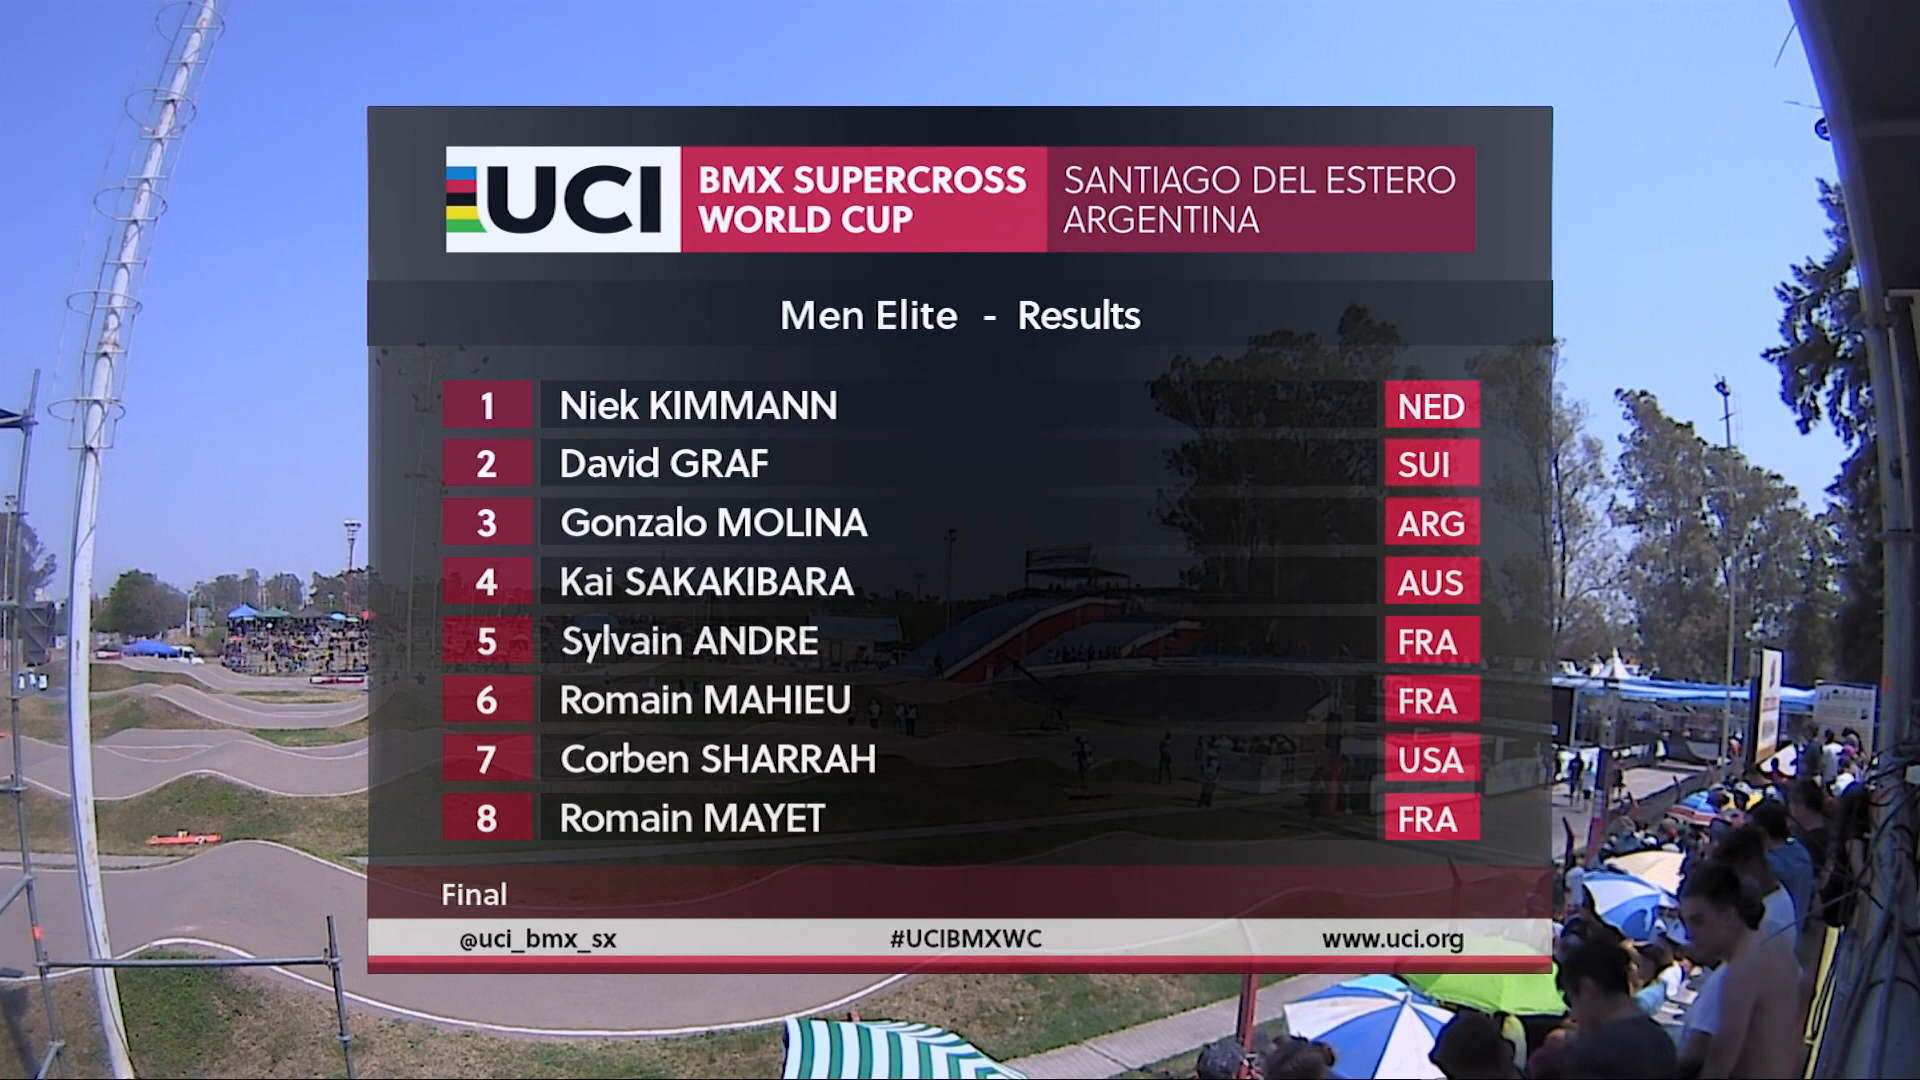 UCI
BMX SUPERCROSS
WORLD CUP
SANTIAGO DEL ESTERO
ARGENTINA
Men Elite - Results
1 Niek KIMMANN NED
2 David GRAF SUI
3 Gonzalo MOLINA ARG
4 Kai SAKAKIBARA AUS
5 Sylvain ANDRE FRA
6 Romain MAHIEU FRA
7 Corben SHARRAH USA
8 Romain MAYET FRA
Final
@uci_bmx_sx #UCIBMXWC www.uci.org